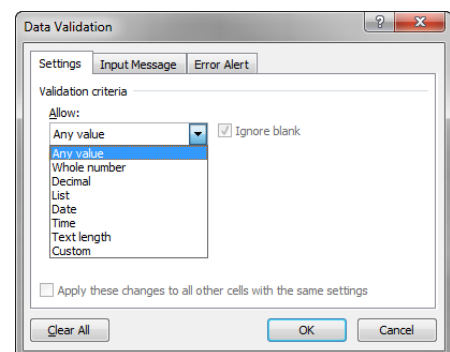 Data Validation
Settings Input Message Error Alert
Validation criteria
Allow:
Any value Ignore blank
Any value
Whole number
Decimal
List
Date
Time
Text length
Custom
Apply these changes to all other cells with the same settings
Clear All OK Cancel